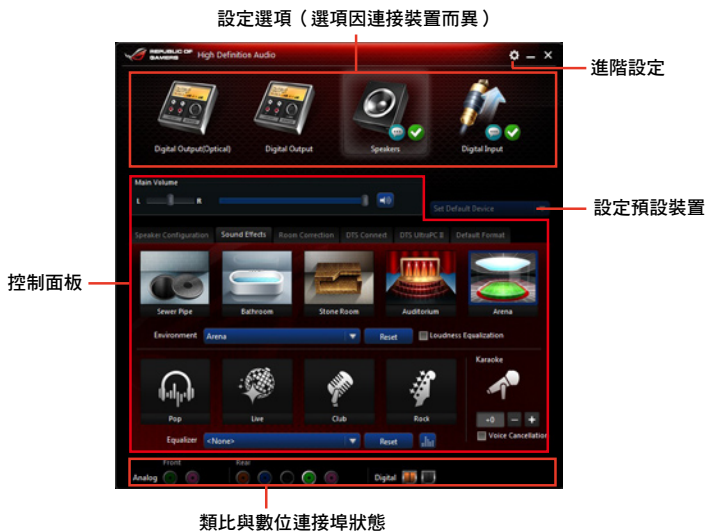 設定選項（選項因連接裝置而異）
REPUBLIC OF
GAMERS
High Definition Audio
進階設定
Digital Output(Optical)
Digital Output
Speakers
Digital Input
Main Volume
L
R
Set Default Device
設定預設裝置
Speaker Configuration
Sound Effects
Room Correction
DTS Connect
DTS UltraPC II
Default Format
控制面板
Sewer Pipe
Bathroom
Stone Room
Auditorium
Arena
Environment
Arena
Reset
Loudness Equalization
Karaoke
Pop
Live
Club
Rock
+0
Equalizer
<None>
Reset
Voice Cancellation
Front
Rear
Analog
Digital
類比與數位連接埠狀態